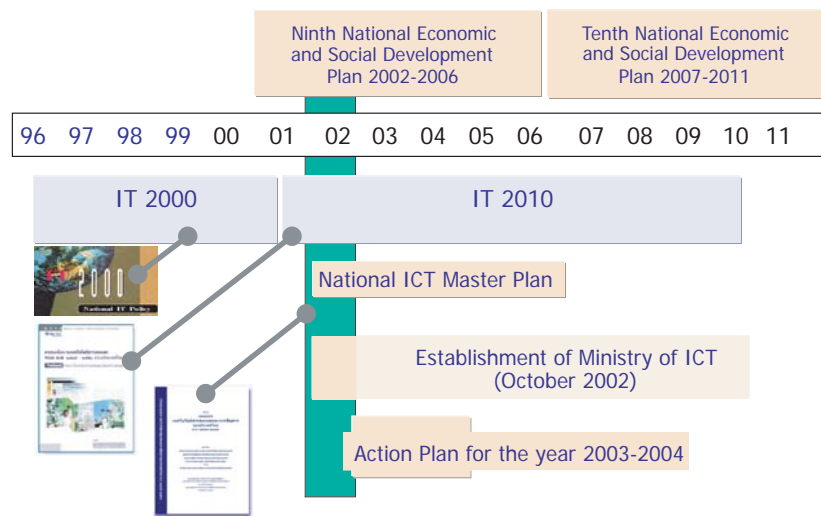 Ninth National Economic
and Social Development
Plan 2002-2006
Tenth National Economic
and Social Development
Plan 2007-2011
96 97 98 99 00 01 02 03 04 05 06 07 08 09 10 11
IT 2000
IT 2010
2000
National IT Policy
National ICT Master Plan
Establishment of Ministry of ICT
(October 2002)
Action Plan for the year 2003-2004